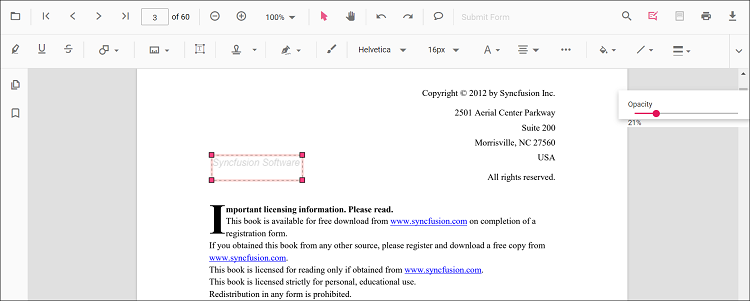 3 of 60 100% Submit Form
T Helvetica 16px A
Copyright © 2012 by Syncfusion Inc.
2501 Aerial Center Parkway
Opacity
21%
Suite 200
Morrisville, NC 27560
USA
Syncfusion Software
All rights reserved.
Important licensing information. Please read.
This book is available for free download from www.syncfusion.com on completion of a
registration form.
If you obtained this book from any other source, please register and download a free copy from
www.syncfusion.com.
This book is licensed for reading only if obtained from www.syncfusion.com.
This book is licensed strictly for personal, educational use.
Redistribution in any form is prohibited.